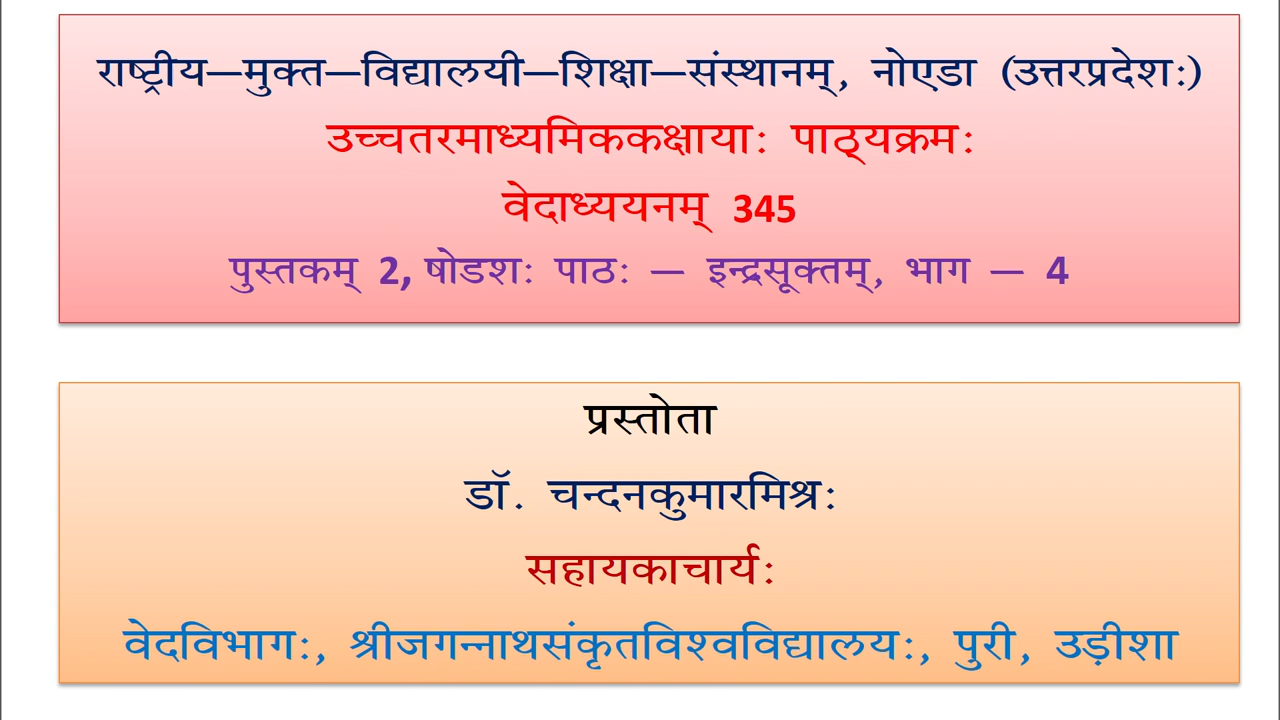 राष्ट्रीय—मुक्त—विद्यालयी—शिक्षा—संस्थानम्, नोएडा (उत्तरप्रदेशः)
उच्चतरमाध्यमिककक्षायाः पाठ्यक्रमः
वेदाध्ययनम् 345
पुस्तकम् 2, षोडशः पाठः — इन्द्रसूक्तम्, भाग — 4
प्रस्तोता
डॉ. चन्दनकुमारमिश्रः
सहायकाचार्यः
वेदविभागः, श्रीजगन्नाथसंकृतविश्वविद्यालयः, पुरी, उड़ीशा